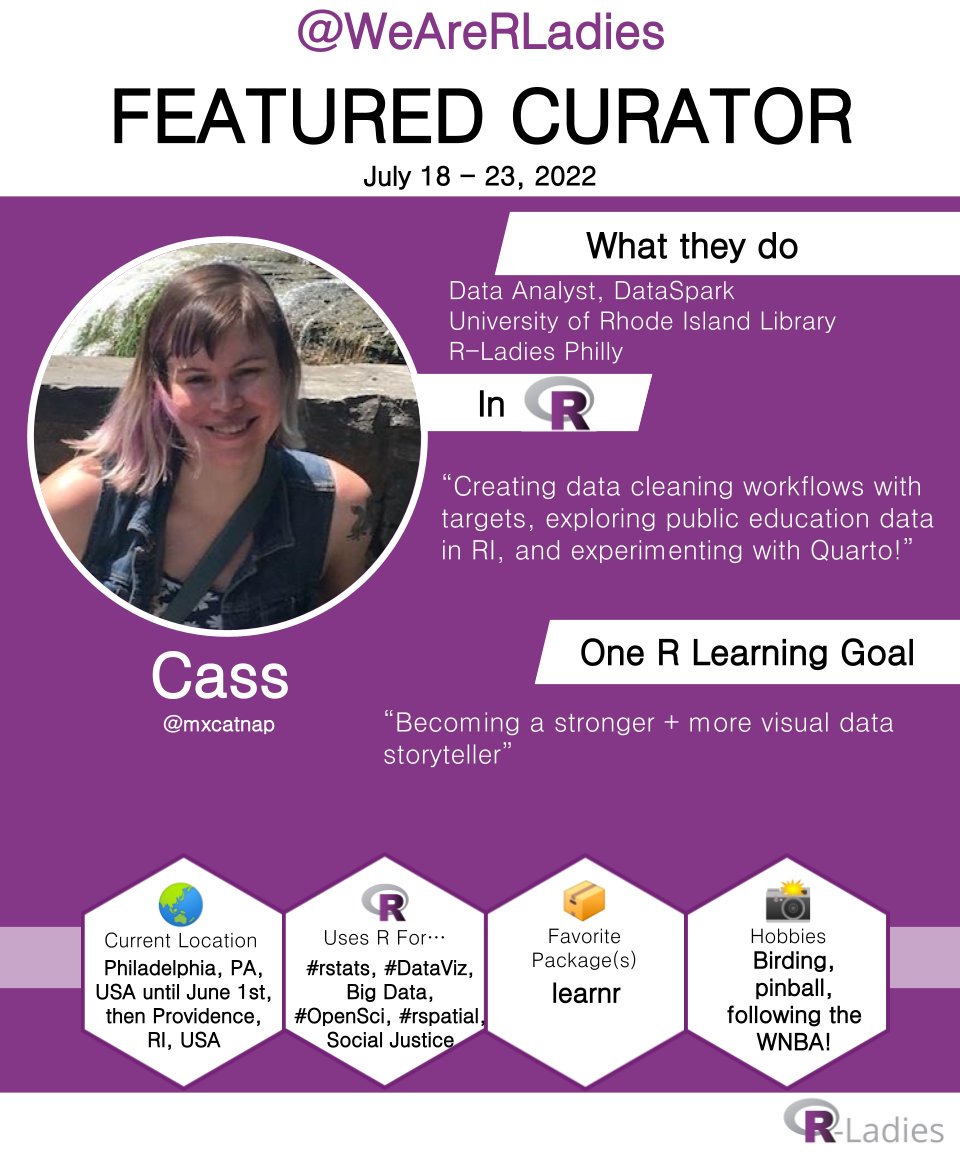 @WeAreRLadies
FEATURED CURATOR
July 18 – 23, 2022
What they do
Data Analyst, DataSpark
University of Rhode Island Library
R-Ladies Philly
In R
“Creating data cleaning workflows with
targets, exploring public education data
in RI, and experimenting with Quarto!”
Cass
@mxcatnap
One R Learning Goal
“Becoming a stronger + more visual data
storyteller”
Current Location
Philadelphia, PA,
USA until June 1st,
then Providence,
RI, USA
R
Uses R For…
#rstats, #DataViz,
Big Data,
#OpenSci, #rspatial,
Social Justice
Favorite
Package(s)
learnr
Hobbies
Birding,
pinball,
following the
WNBA!
R-Ladies